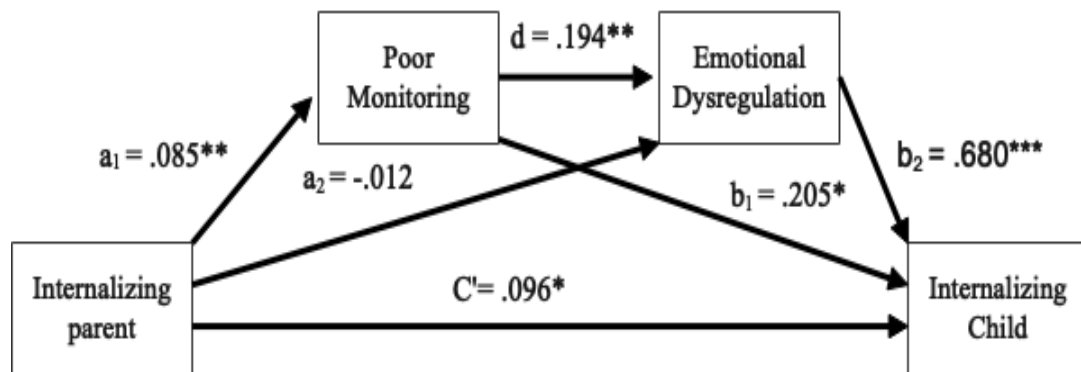 Poor
Monitoring
d = .194**
Emotional
Dysregulation
a₁ = .085**
a₂ = -.012
b₁ = .205*
b₂ = .680***
Internalizing
parent
C'= .096*
Internalizing
Child